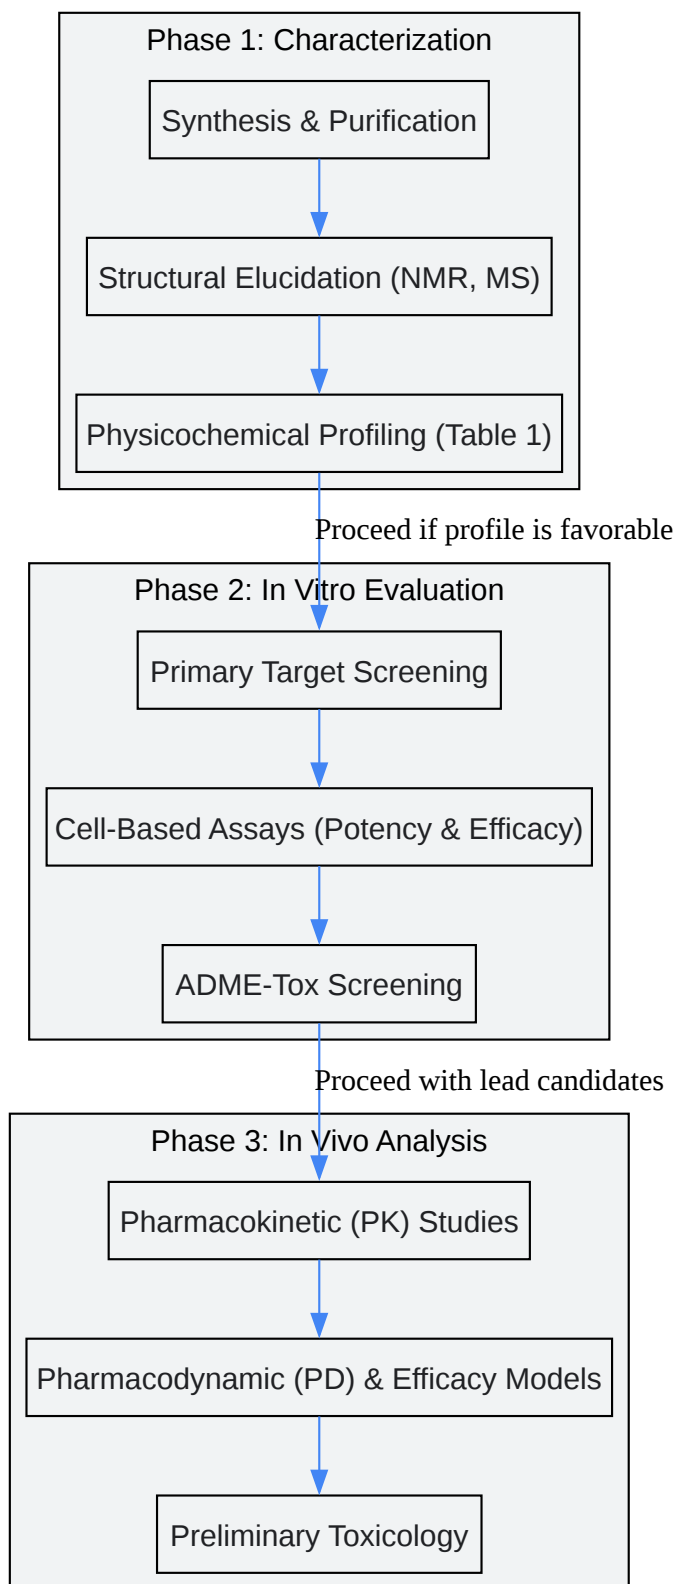 Phase 1: Characterization
Synthesis & Purification
Structural Elucidation (NMR, MS)
Physicochemical Profiling (Table 1)
Proceed if profile is favorable
Phase 2: In Vitro Evaluation
Primary Target Screening
Cell-Based Assays (Potency & Efficacy)
ADME-Tox Screening
Proceed with lead candidates
Phase 3: In Vivo Analysis
Pharmacokinetic (PK) Studies
Pharmacodynamic (PD) & Efficacy Models
Preliminary Toxicology